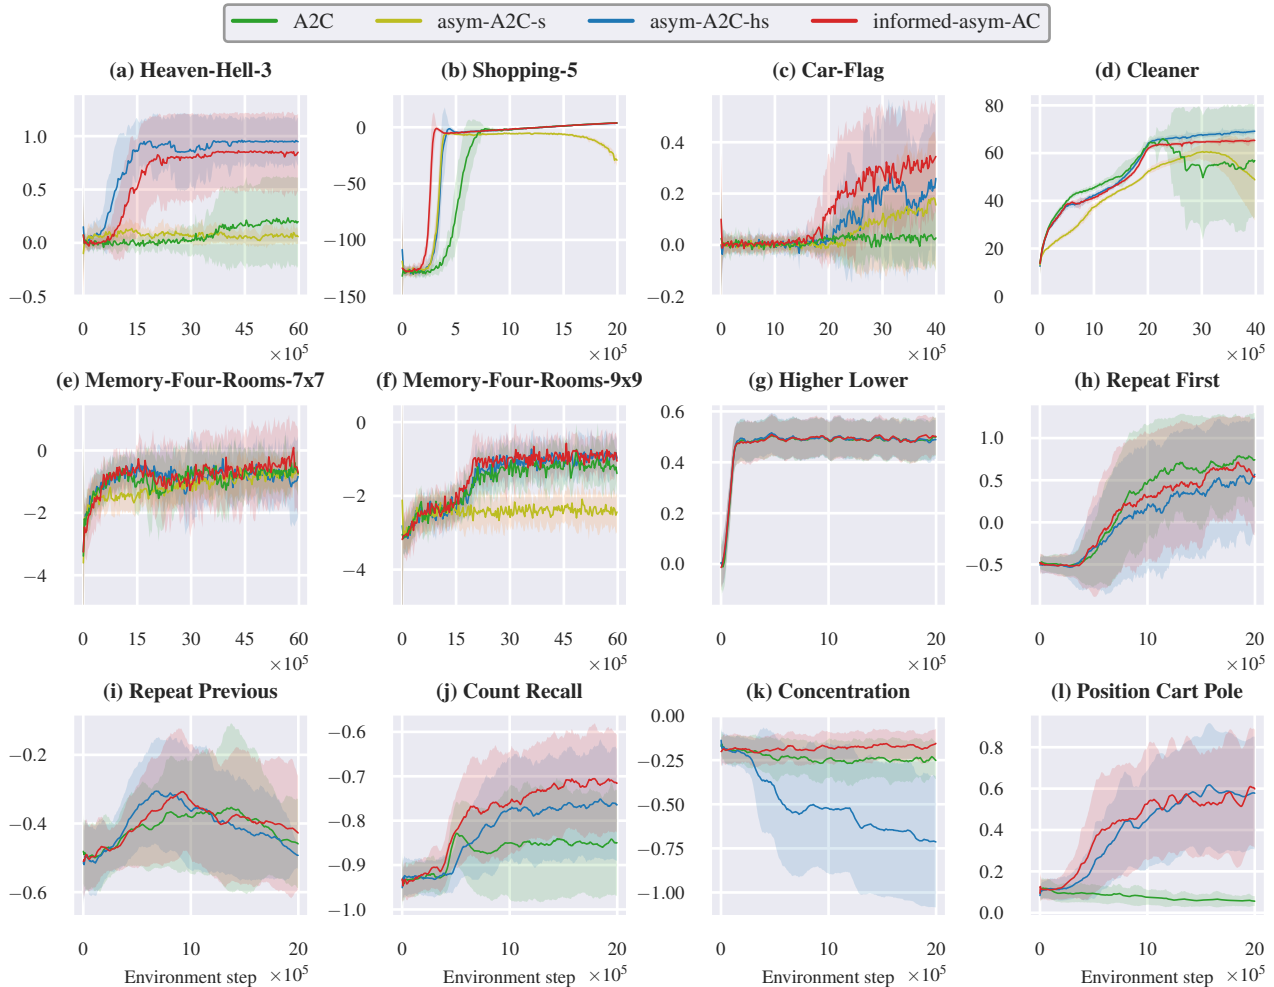 A2C asym-A2C-s asym-A2C-hs informed-asym-AC
(a) Heaven-Hell-3 (b) Shopping-5 (c) Car-Flag (d) Cleaner
1.0
0.5
0.0
−0.5
0 15 30 45 60
×10⁵
0
−50
−100
−150
0 5 10 15 20
×10⁵
0.4
0.2
0.0
−0.2
0 10 20 30 40
×10⁵
80
60
40
20
0
0 10 20 30 40
×10⁵
(e) Memory-Four-Rooms-7x7 (f) Memory-Four-Rooms-9x9 (g) Higher Lower (h) Repeat First
0
−2
−4
0 15 30 45 60
×10⁵
0
−2
−4
0 15 30 45 60
×10⁵
0.6
0.4
0.2
0.0
0 10 20
×10⁵
1.0
0.5
0.0
−0.5
0 10 20
×10⁵
(i) Repeat Previous (j) Count Recall (k) Concentration (l) Position Cart Pole
−0.2
−0.4
−0.6
0 10 20
Environment step ×10⁵
−0.6
−0.7
−0.8
−0.9
−1.0
0 10 20
Environment step ×10⁵
0.00
−0.25
−0.50
−0.75
−1.00
0 10 20
Environment step ×10⁵
0.8
0.6
0.4
0.2
0.0
0 10 20
Environment step ×10⁵